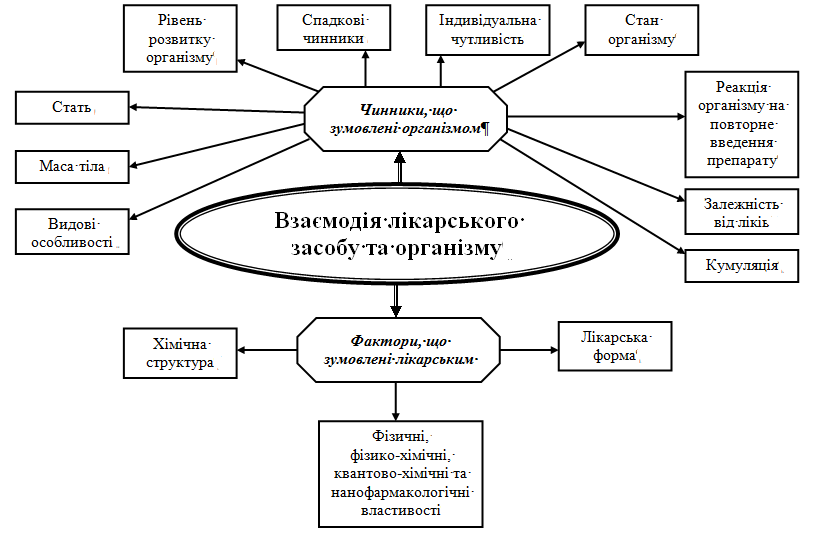 Рівень
розвитку
організму
Спадкові
чинники
Індивідуальна
чутливість
Стан
організму
Чинники, що
зумовлені організмом¶
Стать
Маса тіла
Видові
особливості
Реакція
організму на
повторне
введення
препарату
Залежність
від ліків
Кумуляція
Взаємодія лікарського
засобу та організму
Фактори, що
зумовлені лікарським
Хімічна
структура
Лікарська
форма
Фізичні,
фізико-хімічні,
квантово-хімічні та
нанофармакологічні
властивості